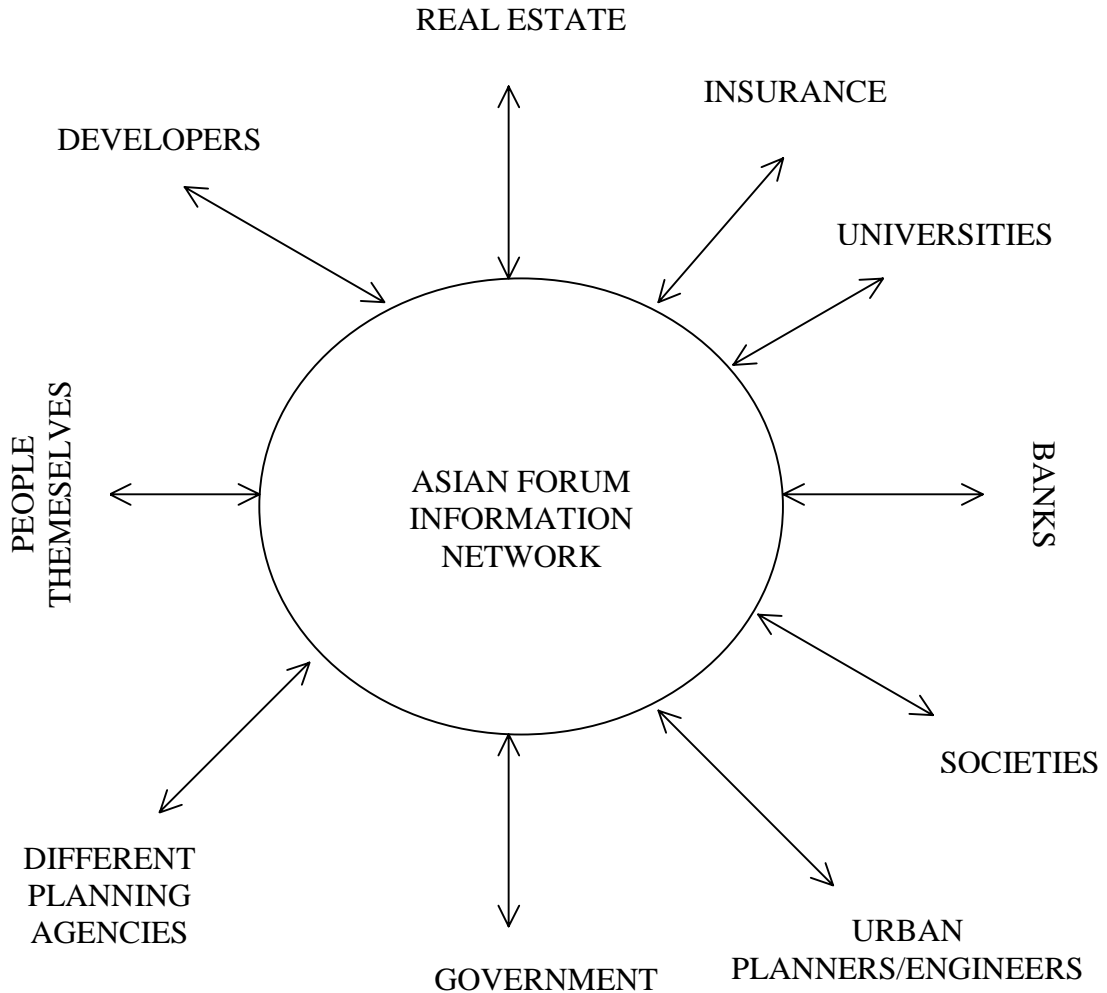 REAL ESTATE
INSURANCE
DEVELOPERS
UNIVERSITIES
PEOPLE
THEMESELVES
ASIAN FORUM
INFORMATION
NETWORK
BANKS
SOCIETIES
DIFFERENT
PLANNING
AGENCIES
URBAN
PLANNERS/ENGINEERS
GOVERNMENT